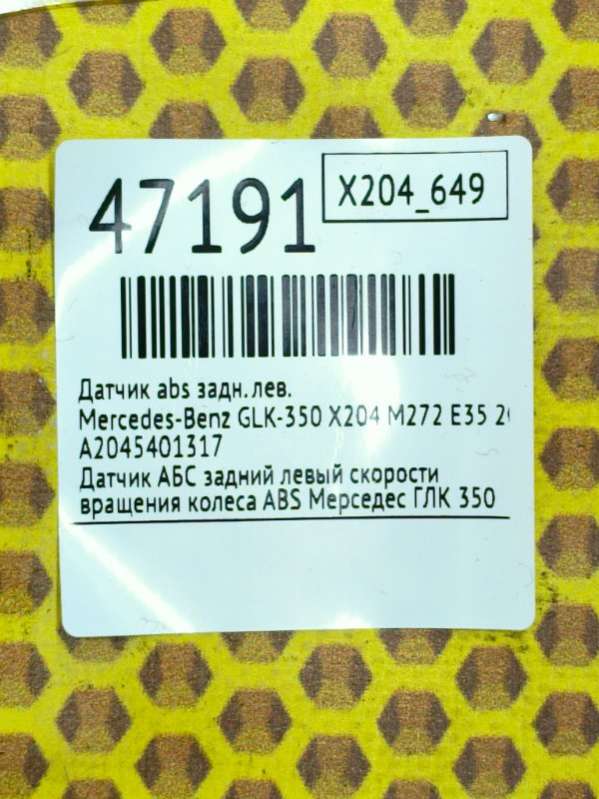 47191
X204_649
Датчик abs задн.лев.
Mercedes-Benz GLK-350 X204 M272 E35
A2045401317
Датчик АБС задний левый скорости
вращения колеса ABS Мерседес ГЛК 350